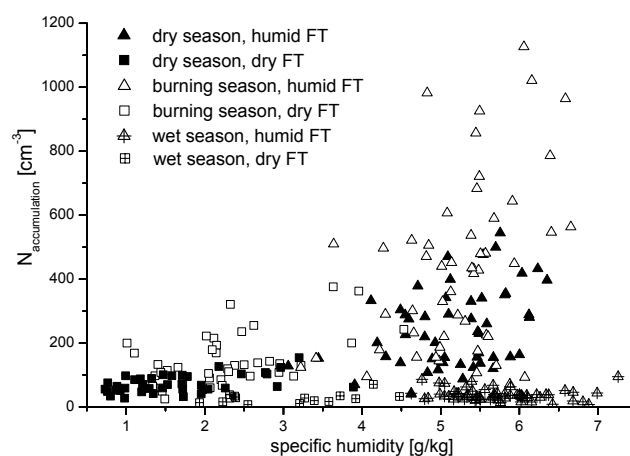 1200
1000
800
600
400
200
0
N accumulation [cm-3]
dry season, humid FT
dry season, dry FT
burning season, humid FT
burning season, dry FT
wet season, humid FT
wet season, dry FT
1 2 3 4 5 6 7
specific humidity [g/kg]